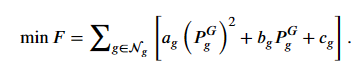 min F = ∑_{g∈𝒩_g} [ a_g (P_g^G)^2 + b_g P_g^G + c_g ] .